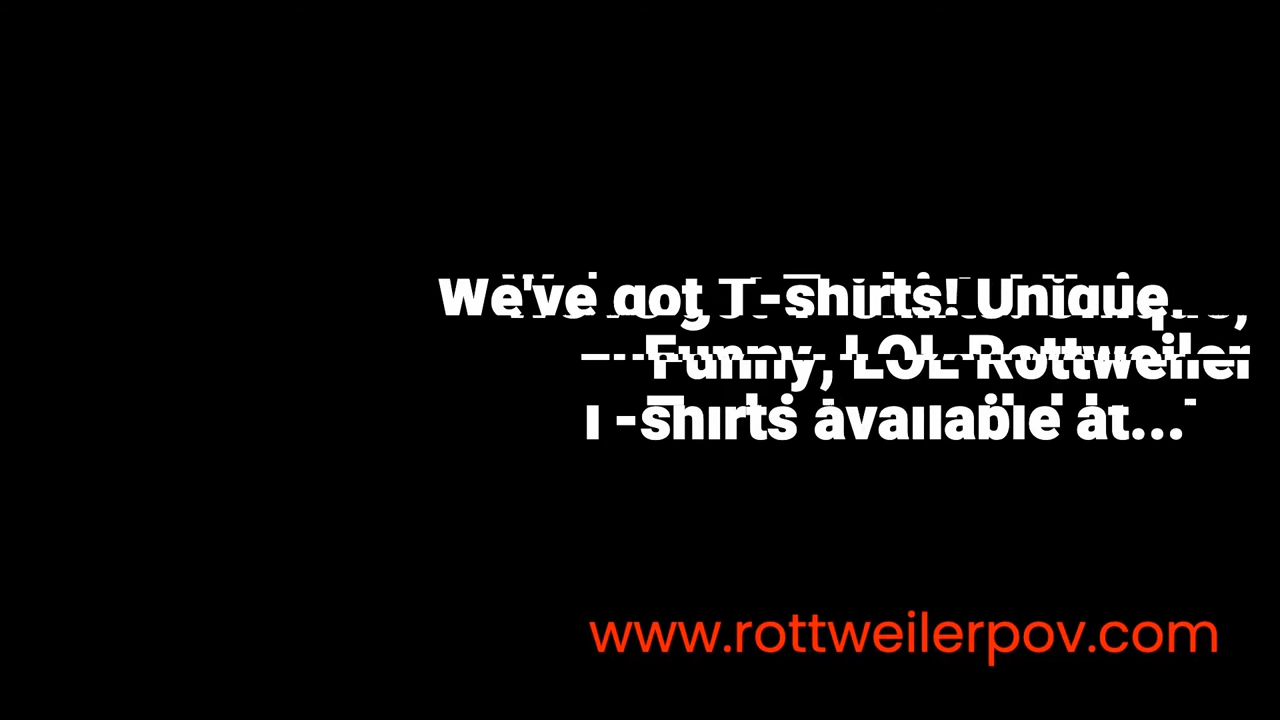 We've got T-shirts! Unique,
Funny, LOL Rottweiler
T-shirts available at...
www.rottweilerpov.com